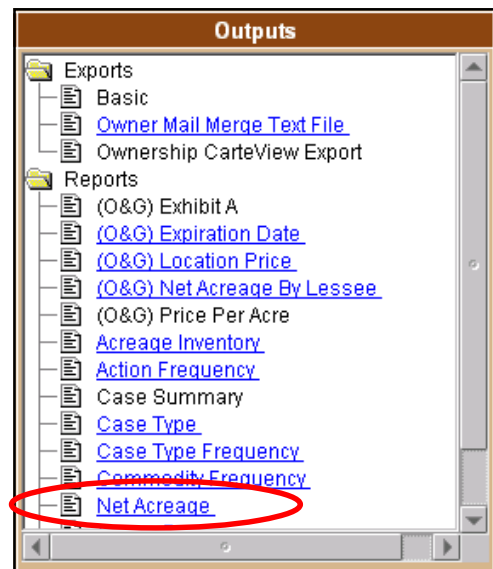 Outputs
Exports
Basic
Owner Mail Merge Text File
Ownership CarteView Export
Reports
(O&G) Exhibit A
(O&G) Expiration Date
(O&G) Location Price
(O&G) Net Acreage By Lessee
(O&G) Price Per Acre
Acreage Inventory
Action Frequency
Case Summary
Case Type
Case Type Frequency
Commodity Frequency
Net Acreage